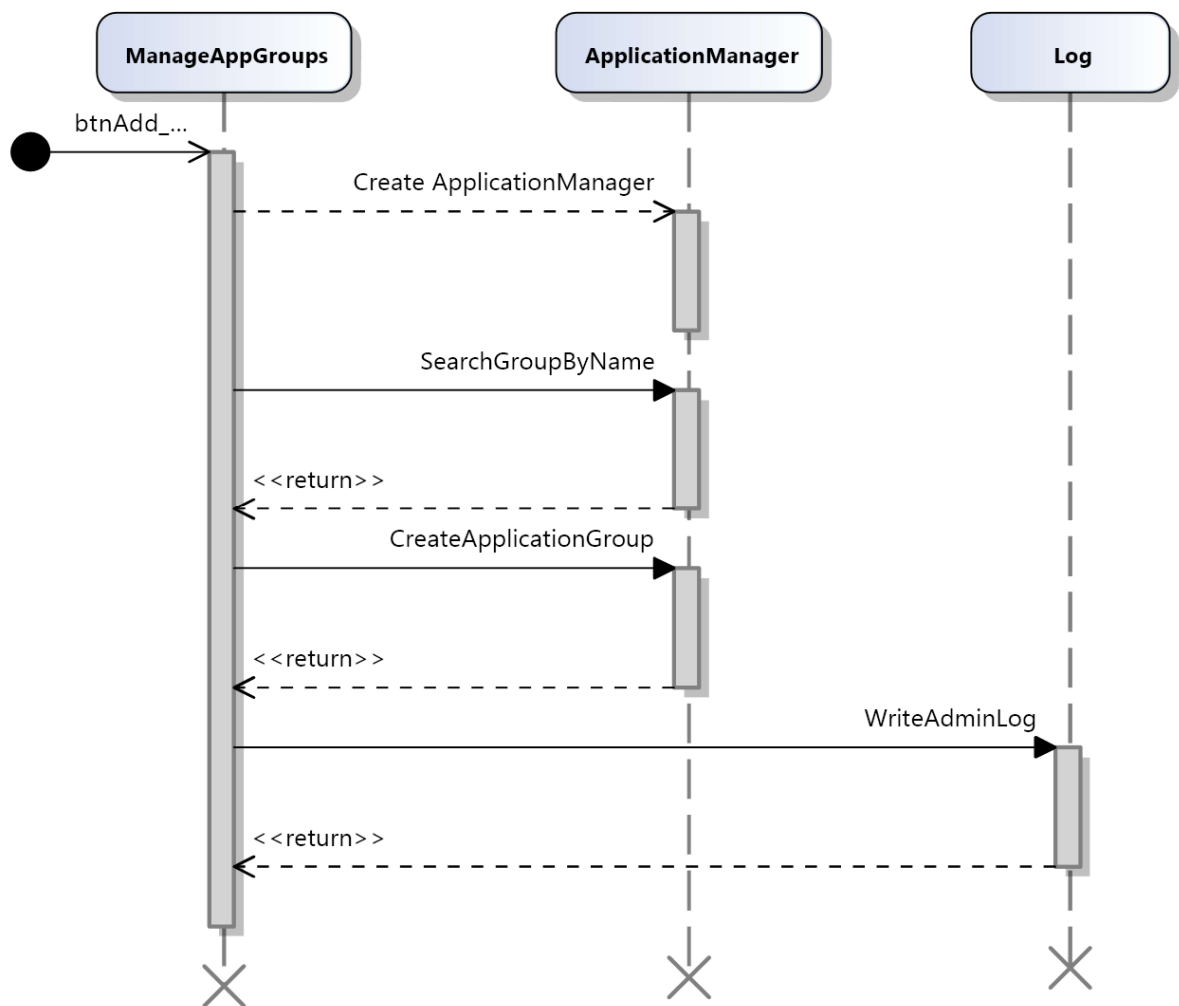 ManageAppGroups
ApplicationManager
Log
btnAdd_...
Create ApplicationManager
SearchGroupByName
<<return>>
CreateApplicationGroup
<<return>>
WriteAdminLog
<<return>>